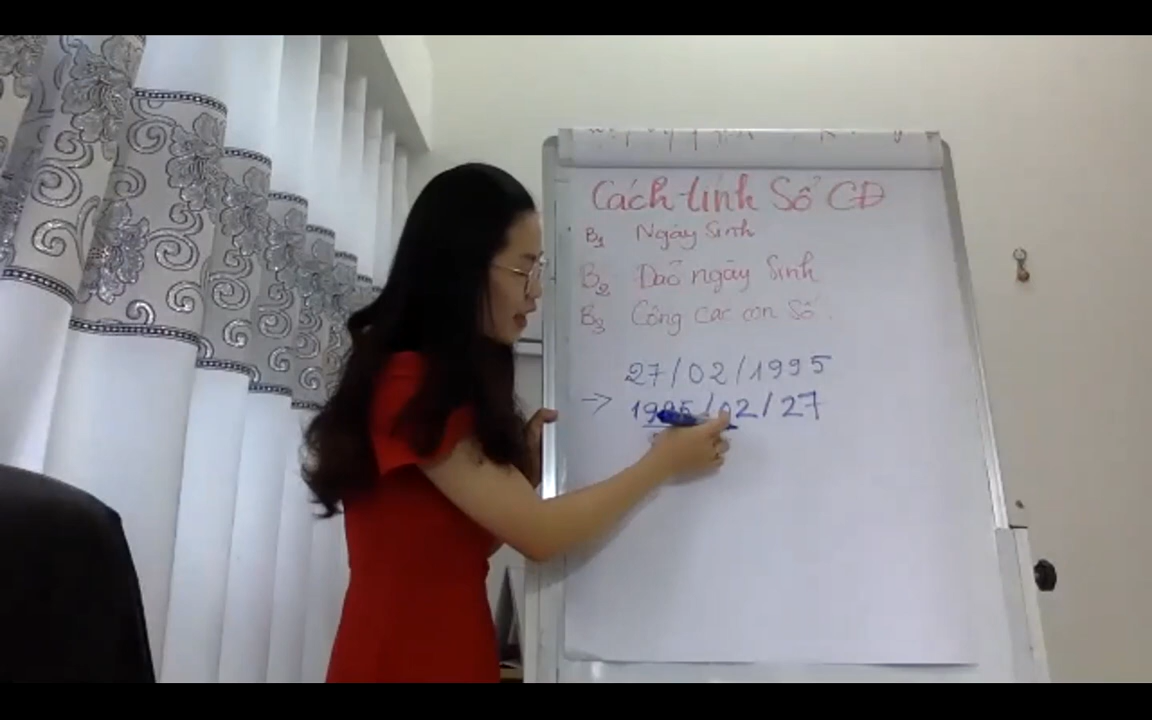 Cách tính Số CĐ
B1 Ngày Sinh
B2 Đảo ngày Sinh
B3 Cộng các con Số.
27/02/1995
→ 1995/02/27